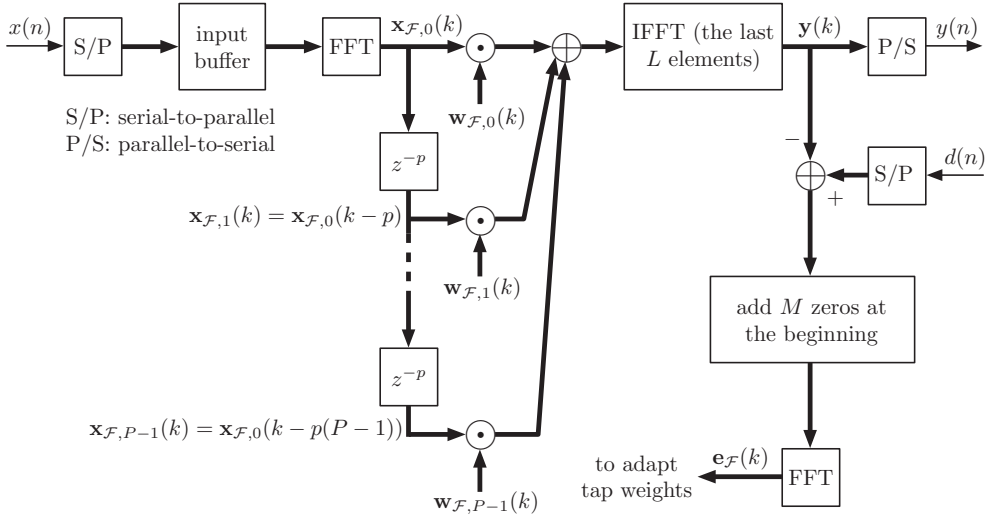 x(n)
S/P
input
buffer
FFT
𝐱_{ℱ,0}(k)
𝐰_{ℱ,0}(k)
IFFT (the last
L elements)
𝐲(k)
P/S
y(n)
S/P: serial-to-parallel
P/S: parallel-to-serial
z^{−p}
𝐱_{ℱ,1}(k) = 𝐱_{ℱ,0}(k − p)
𝐰_{ℱ,1}(k)
−
+
S/P
d(n)
add M zeros at
the beginning
z^{−p}
𝐱_{ℱ,P−1}(k) = 𝐱_{ℱ,0}(k − p(P − 1))
𝐰_{ℱ,P−1}(k)
to adapt
tap weights
𝐞_ℱ(k)
FFT